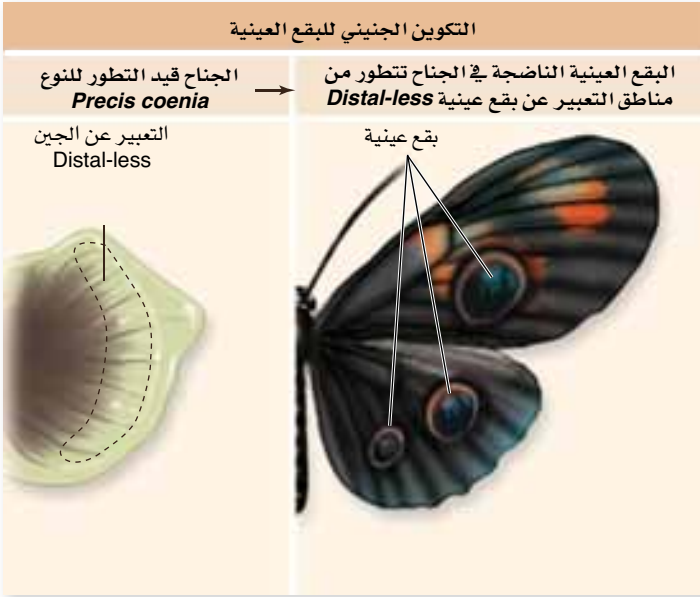 التكوين الجنيني للبقع العينية
الجناح قيد التطور للنوع
Precis coenia
البقع العينية الناضجة في الجناح تتطور من
مناطق التعبير عن بقع عينية Distal-less
التعبير عن الجين
Distal-less
بقع عينية